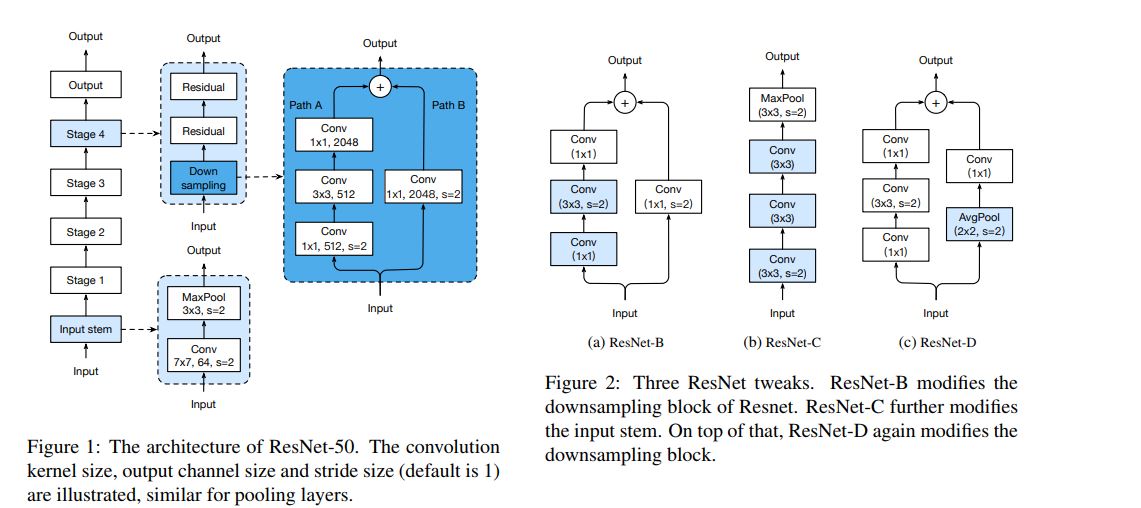 Output
Output
Stage 4
Stage 3
Stage 2
Stage 1
Input stem
Input
Output
Residual
Residual
Down
sampling
Input
Output
MaxPool
3x3, s=2
Conv
7x7, 64, s=2
Input
Output
Path A
Path B
+
Conv
1x1, 2048
Conv
3x3, 512
Conv
1x1, 2048, s=2
Conv
1x1, 512, s=2
Input
Figure 1: The architecture of ResNet-50. The convolution
kernel size, output channel size and stride size (default is 1)
are illustrated, similar for pooling layers.
Output
+
Conv
(1x1)
Conv
(3x3, s=2)
Conv
(1x1, s=2)
Conv
(1x1)
Input
(a) ResNet-B
Output
MaxPool
(3x3, s=2)
Conv
(3x3)
Conv
(3x3)
Conv
(3x3, s=2)
Input
(b) ResNet-C
Output
+
Conv
(1x1)
Conv
(1x1)
Conv
(3x3, s=2)
AvgPool
(2x2, s=2)
Conv
(1x1)
Input
(c) ResNet-D
Figure 2: Three ResNet tweaks. ResNet-B modifies the
downsampling block of Resnet. ResNet-C further modifies
the input stem. On top of that, ResNet-D again modifies the
downsampling block.